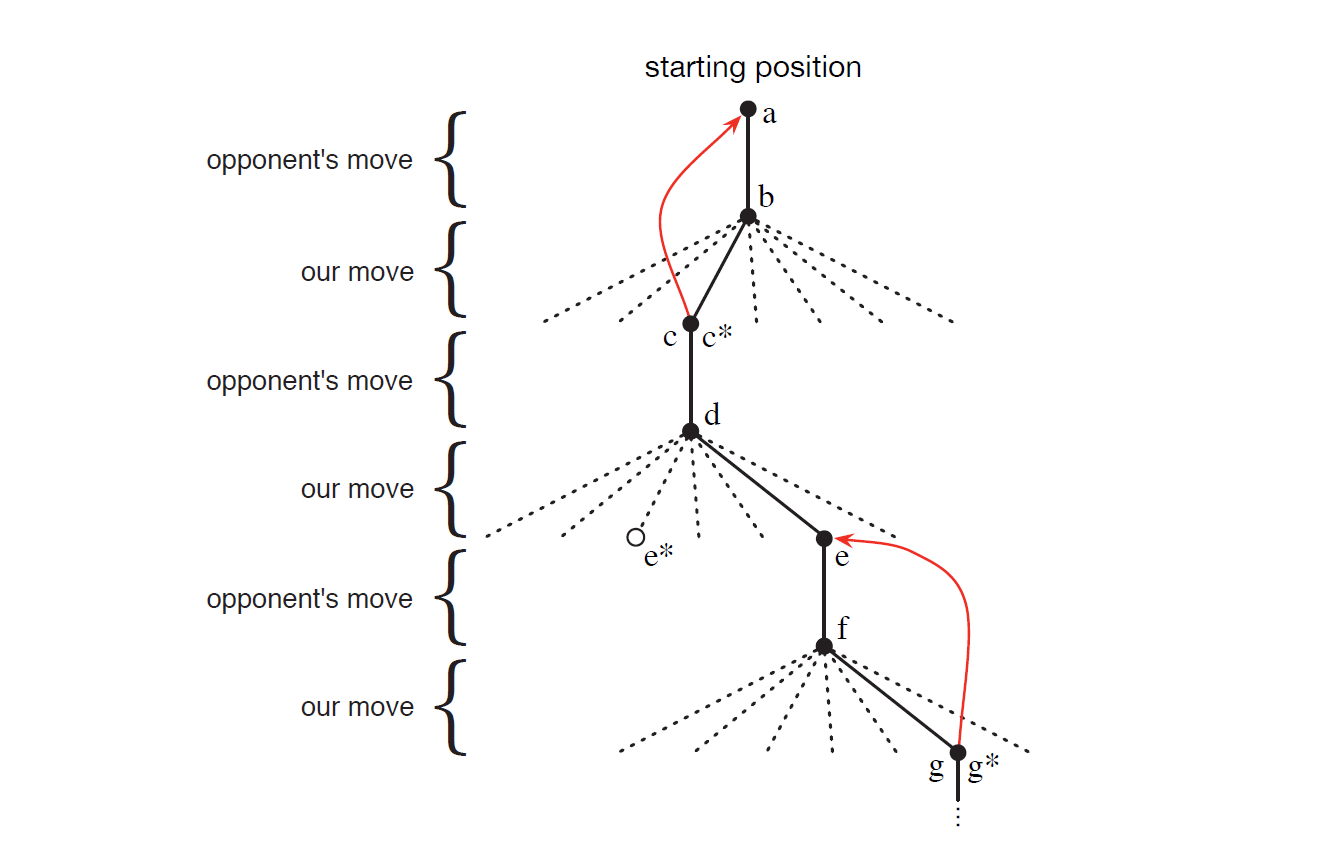 starting position
a
opponent's move
b
our move
c c*
opponent's move
d
our move
e*
e
opponent's move
f
our move
g g*